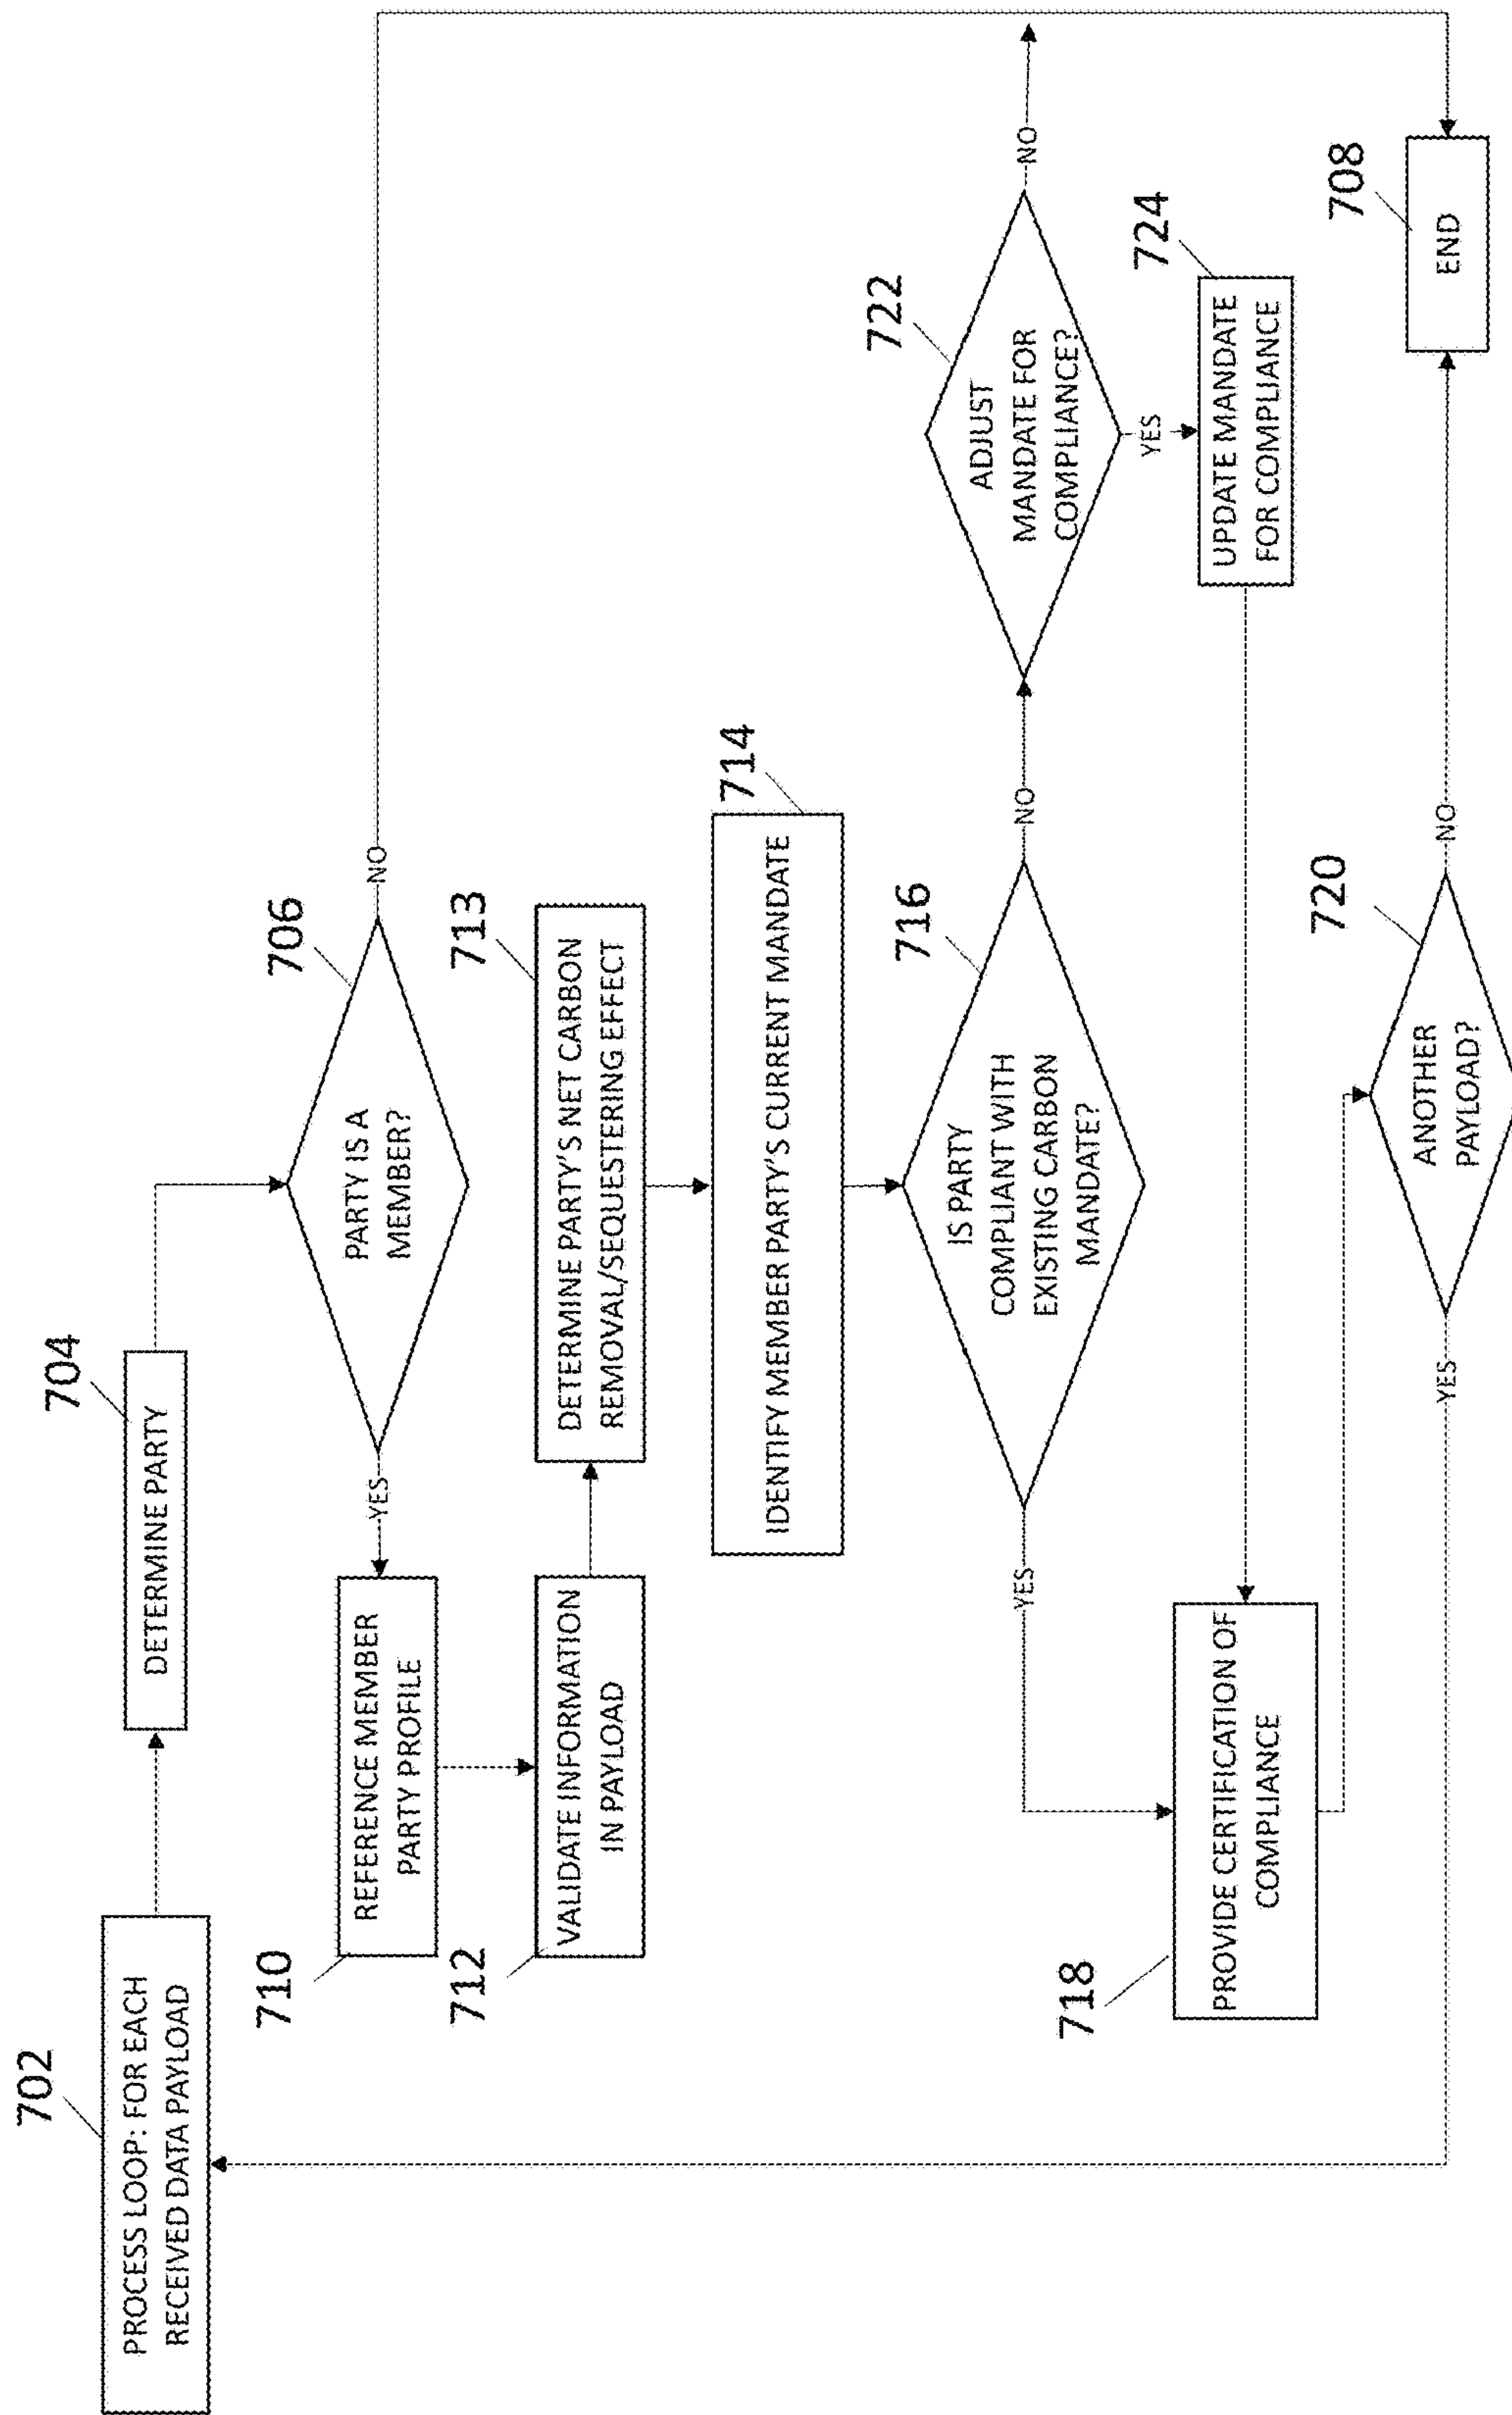 702
PROCESS LOOP: FOR EACH
RECEIVED DATA PAYLOAD
704
DETERMINE PARTY
706
PARTY IS A
MEMBER?
NO
YES
710
REFERENCE MEMBER
PARTY PROFILE
712
VALIDATE INFORMATION
IN PAYLOAD
713
DETERMINE PARTY'S NET CARBON
REMOVAL/SEQUESTERING EFFECT
714
IDENTIFY MEMBER PARTY'S CURRENT MANDATE
716
IS PARTY
COMPLIANT WITH
EXISTING CARBON
MANDATE?
YES
NO
722
ADJUST
MANDATE FOR
COMPLIANCE?
NO
YES
724
UPDATE MANDATE
FOR COMPLIANCE
718
PROVIDE CERTIFICATION OF
COMPLIANCE
720
ANOTHER
PAYLOAD?
YES
NO
708
END